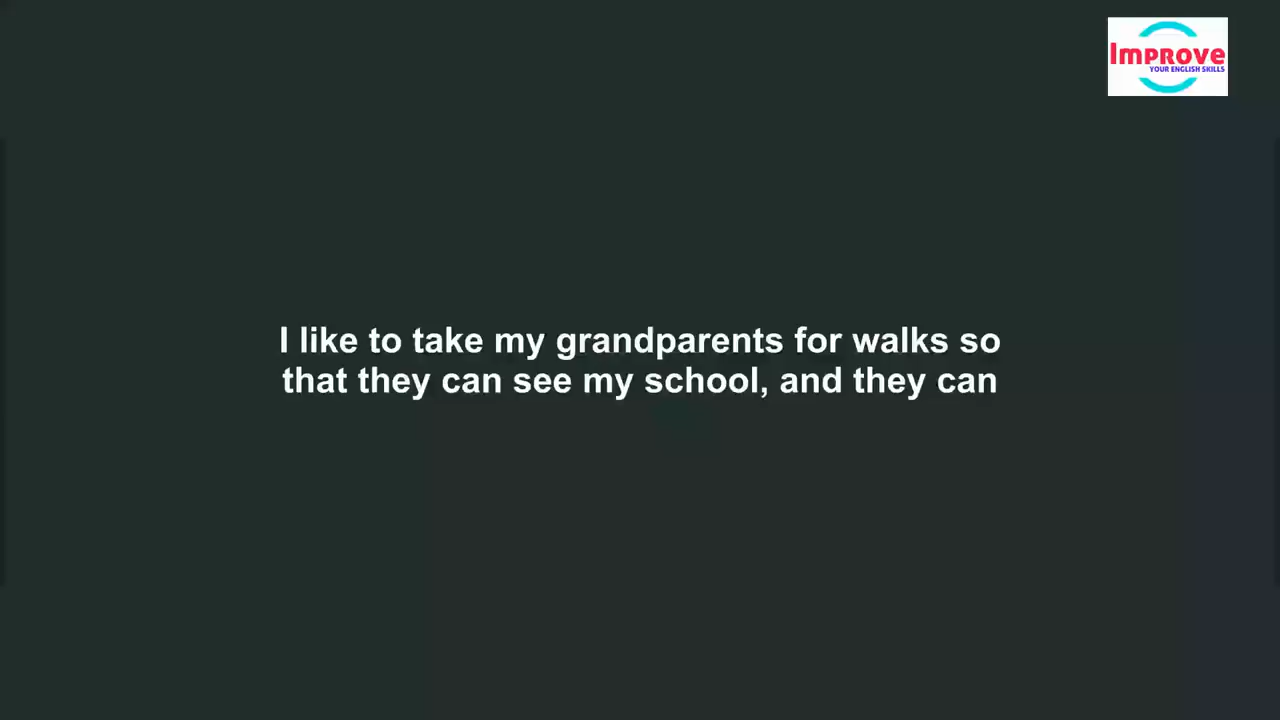 Improve
YOUR ENGLISH SKILLS
I like to take my grandparents for walks so
that they can see my school, and they can